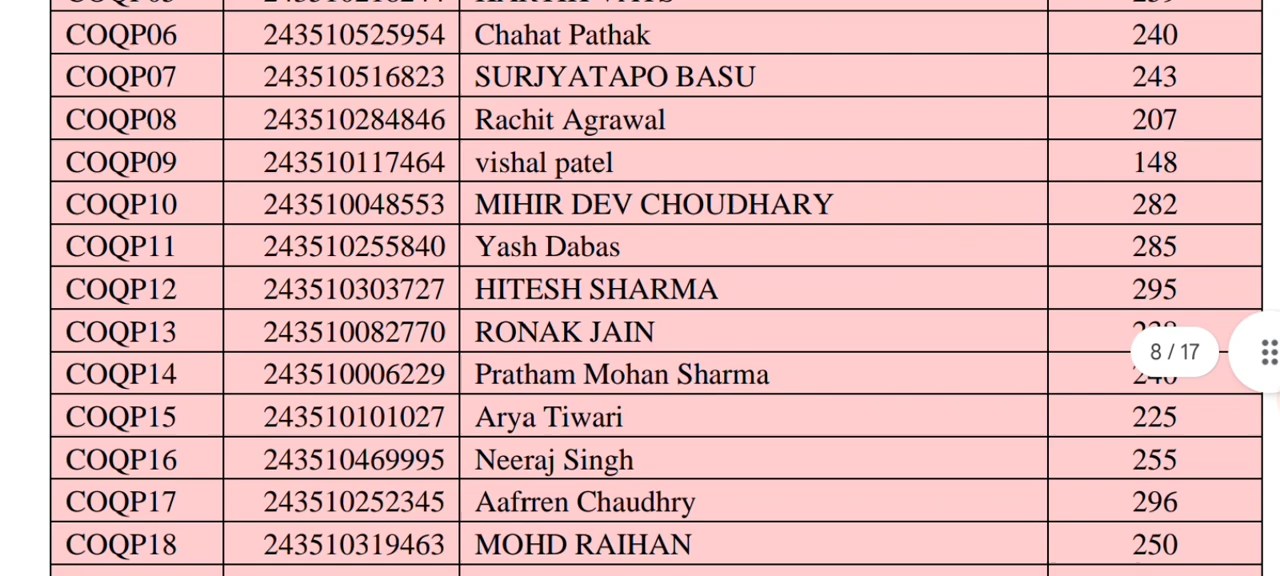 COQP06 243510525954 Chahat Pathak 240
COQP07 243510516823 SURJYATAPO BASU 243
COQP08 243510284846 Rachit Agrawal 207
COQP09 243510117464 vishal patel 148
COQP10 243510048553 MIHIR DEV CHOUDHARY 282
COQP11 243510255840 Yash Dabas 285
COQP12 243510303727 HITESH SHARMA 295
COQP13 243510082770 RONAK JAIN
8 / 17
COQP14 243510006229 Pratham Mohan Sharma
COQP15 243510101027 Arya Tiwari 225
COQP16 243510469995 Neeraj Singh 255
COQP17 243510252345 Aafrren Chaudhry 296
COQP18 243510319463 MOHD RAIHAN 250